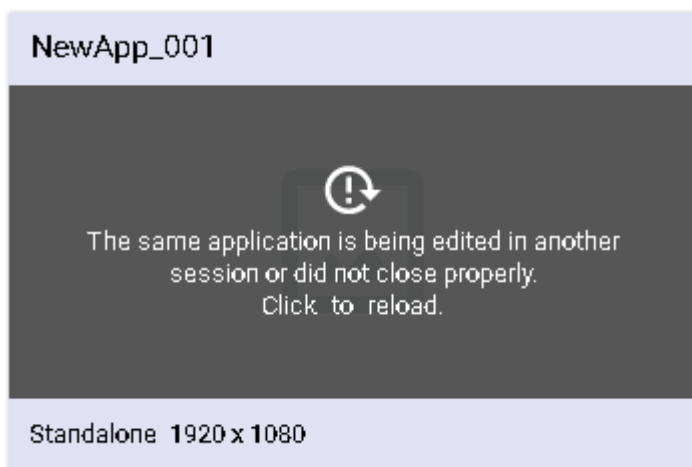 NewApp_001
The same application is being edited in another
session or did not close properly.
Click to reload.
Standalone 1920 x 1080